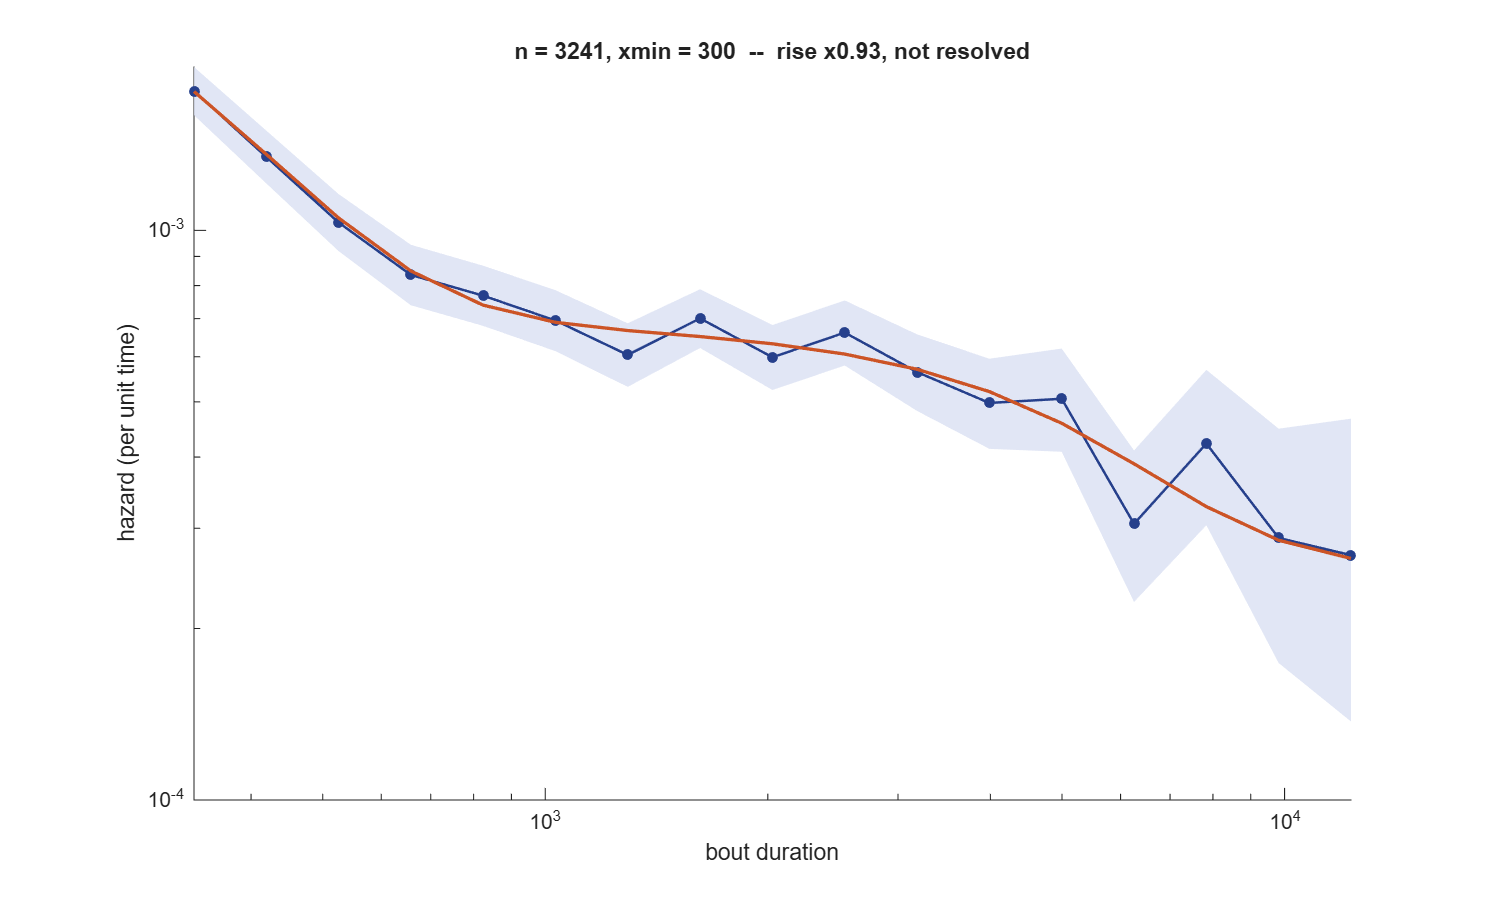 n = 3241, xmin = 300 -- rise x0.93, not resolved
hazard (per unit time)
10^-3
10^-4
10^3
10^4
bout duration